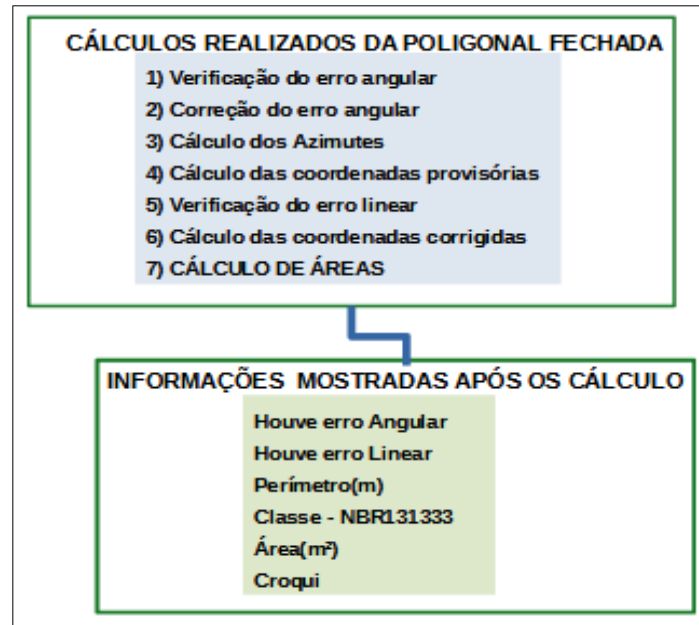 CÁLCULOS REALIZADOS DA POLIGONAL FECHADA
1) Verificação do erro angular
2) Correção do erro angular
3) Cálculo dos Azimutes
4) Cálculo das coordenadas provisórias
5) Verificação do erro linear
6) Cálculo das coordenadas corrigidas
7) CÁLCULO DE ÁREAS
INFORMAÇÕES MOSTRADAS APÓS OS CÁLCULO
Houve erro Angular
Houve erro Linear
Perímetro(m)
Classe - NBR131333
Área(m²)
Croqui